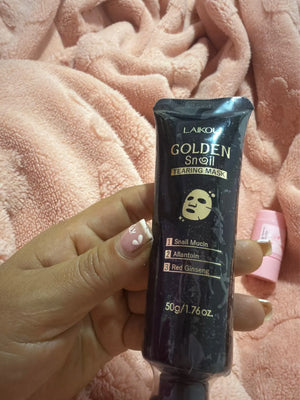 LAIKOU
GOLDEN
Snail
TEARING MASK
1 Snail Mucin
2 Allantoin
3 Red Ginseng
50g/1.76oz.